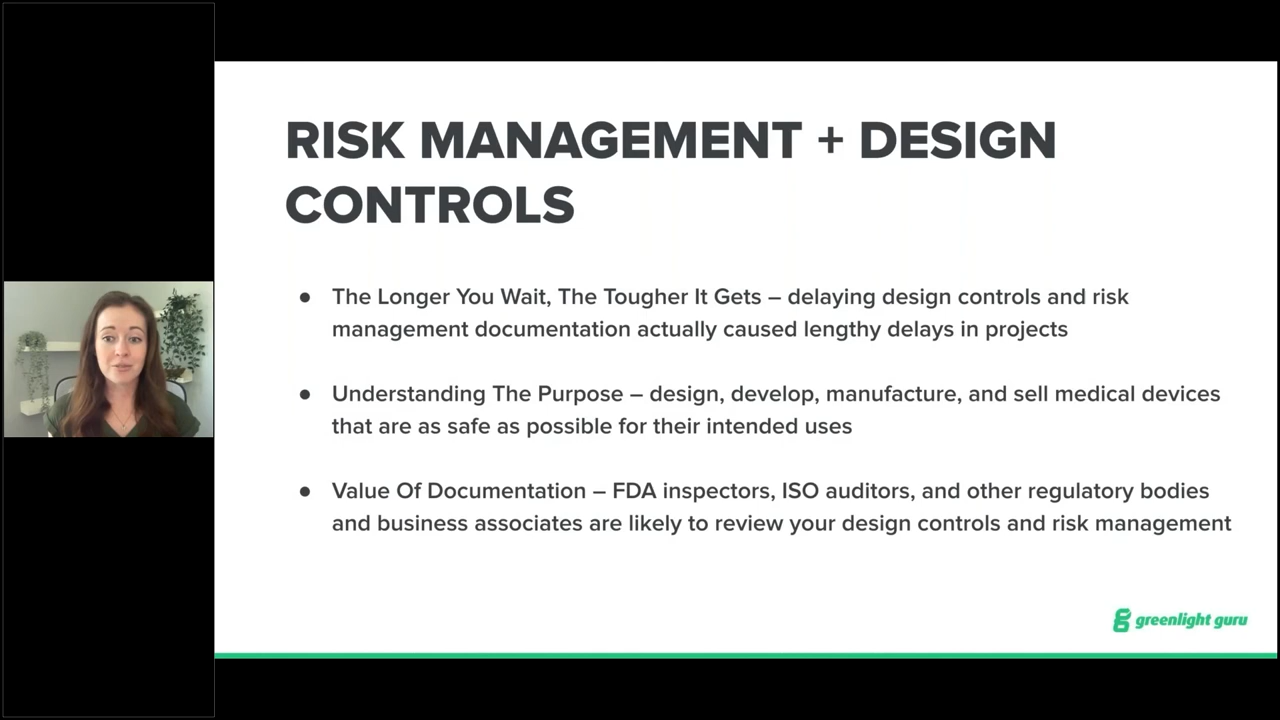 RISK MANAGEMENT + DESIGN
CONTROLS
● The Longer You Wait, The Tougher It Gets – delaying design controls and risk
management documentation actually caused lengthy delays in projects
● Understanding The Purpose – design, develop, manufacture, and sell medical devices
that are as safe as possible for their intended uses
● Value Of Documentation – FDA inspectors, ISO auditors, and other regulatory bodies
and business associates are likely to review your design controls and risk management
greenlight guru